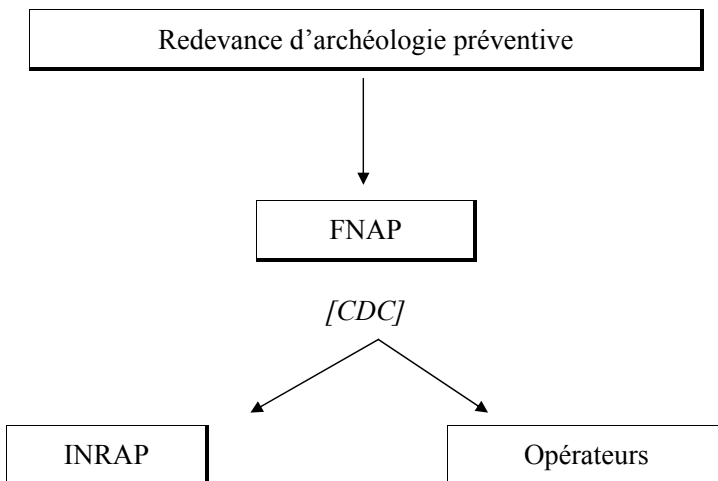 Redevance d’archéologie préventive
FNAP
[CDC]
INRAP
Opérateurs